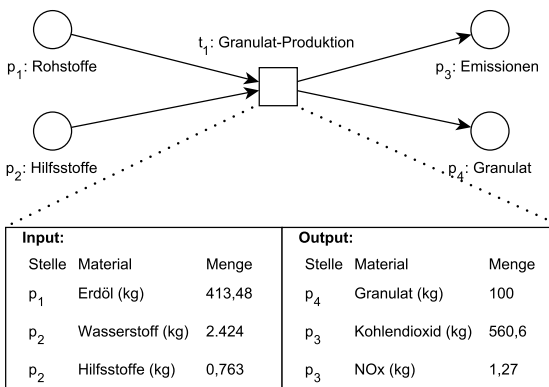 t1: Granulat-Produktion
p1: Rohstoffe
p3: Emissionen
p2: Hilfsstoffe
p4: Granulat
Input:
Stelle Material Menge
p1 Erdöl (kg) 413,48
p2 Wasserstoff (kg) 2.424
p2 Hilfsstoffe (kg) 0,763
Output:
Stelle Material Menge
p4 Granulat (kg) 100
p3 Kohlendioxid (kg) 560,6
p3 NOx (kg) 1,27